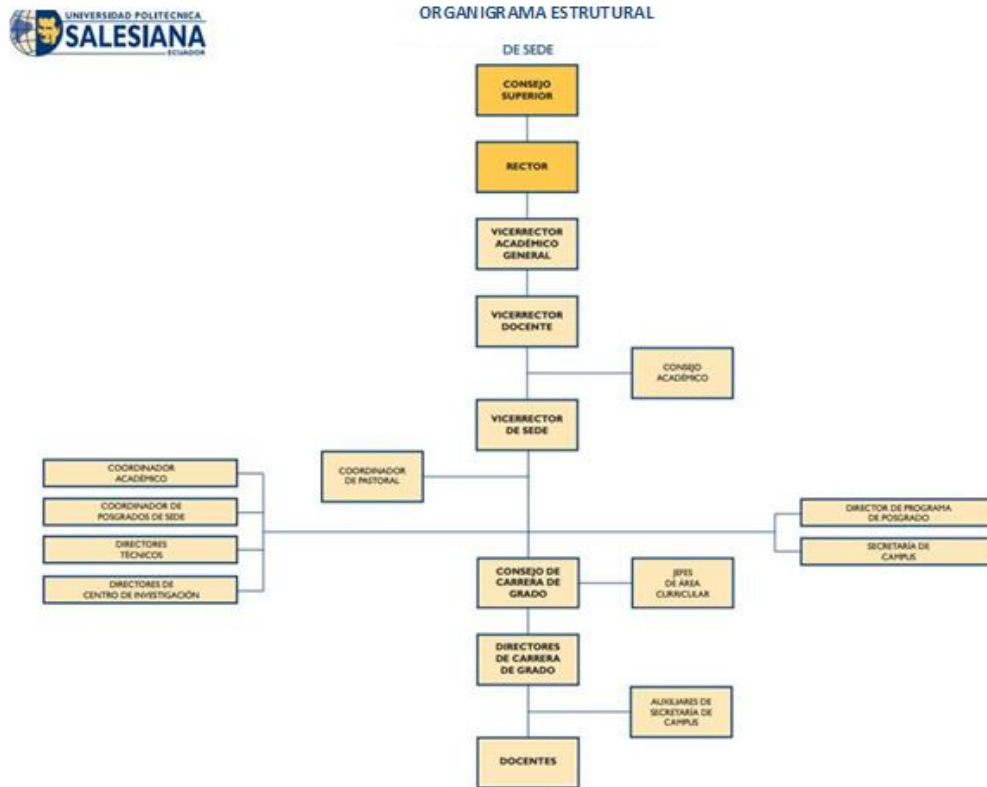 UNIVERSIDAD POLITÉCNICA
SALESIANA
ECUADOR
ORGANIGRAMA ESTRUTURAL
DE SEDE
CONSEJO
SUPERIOR
RECTOR
VICERRECTOR
ACADÉMICO
GENERAL
VICERRECTOR
DOCENTE
CONSEJO
ACADÉMICO
VICERRECTOR
DE SEDE
COORDINADOR
DE PASTORAL
COORDINADOR
ACADÉMICO
COORDINADOR DE
POSGRADOS DE SEDE
DIRECTORES
TÉCNICOS
DIRECTORES DE
CENTRO DE INVESTIGACIÓN
DIRECTOR DE PROGRAMA
DE POSGRADO
SECRETARÍA DE
CAMPUS
CONSEJO DE
CARRERA DE
GRADO
JEFES
DE ÁREA
CURRICULAR
DIRECTORES
DE CARRERA
DE GRADO
AUXILIARES DE
SECRETARÍA DE
CAMPUS
DOCENTES